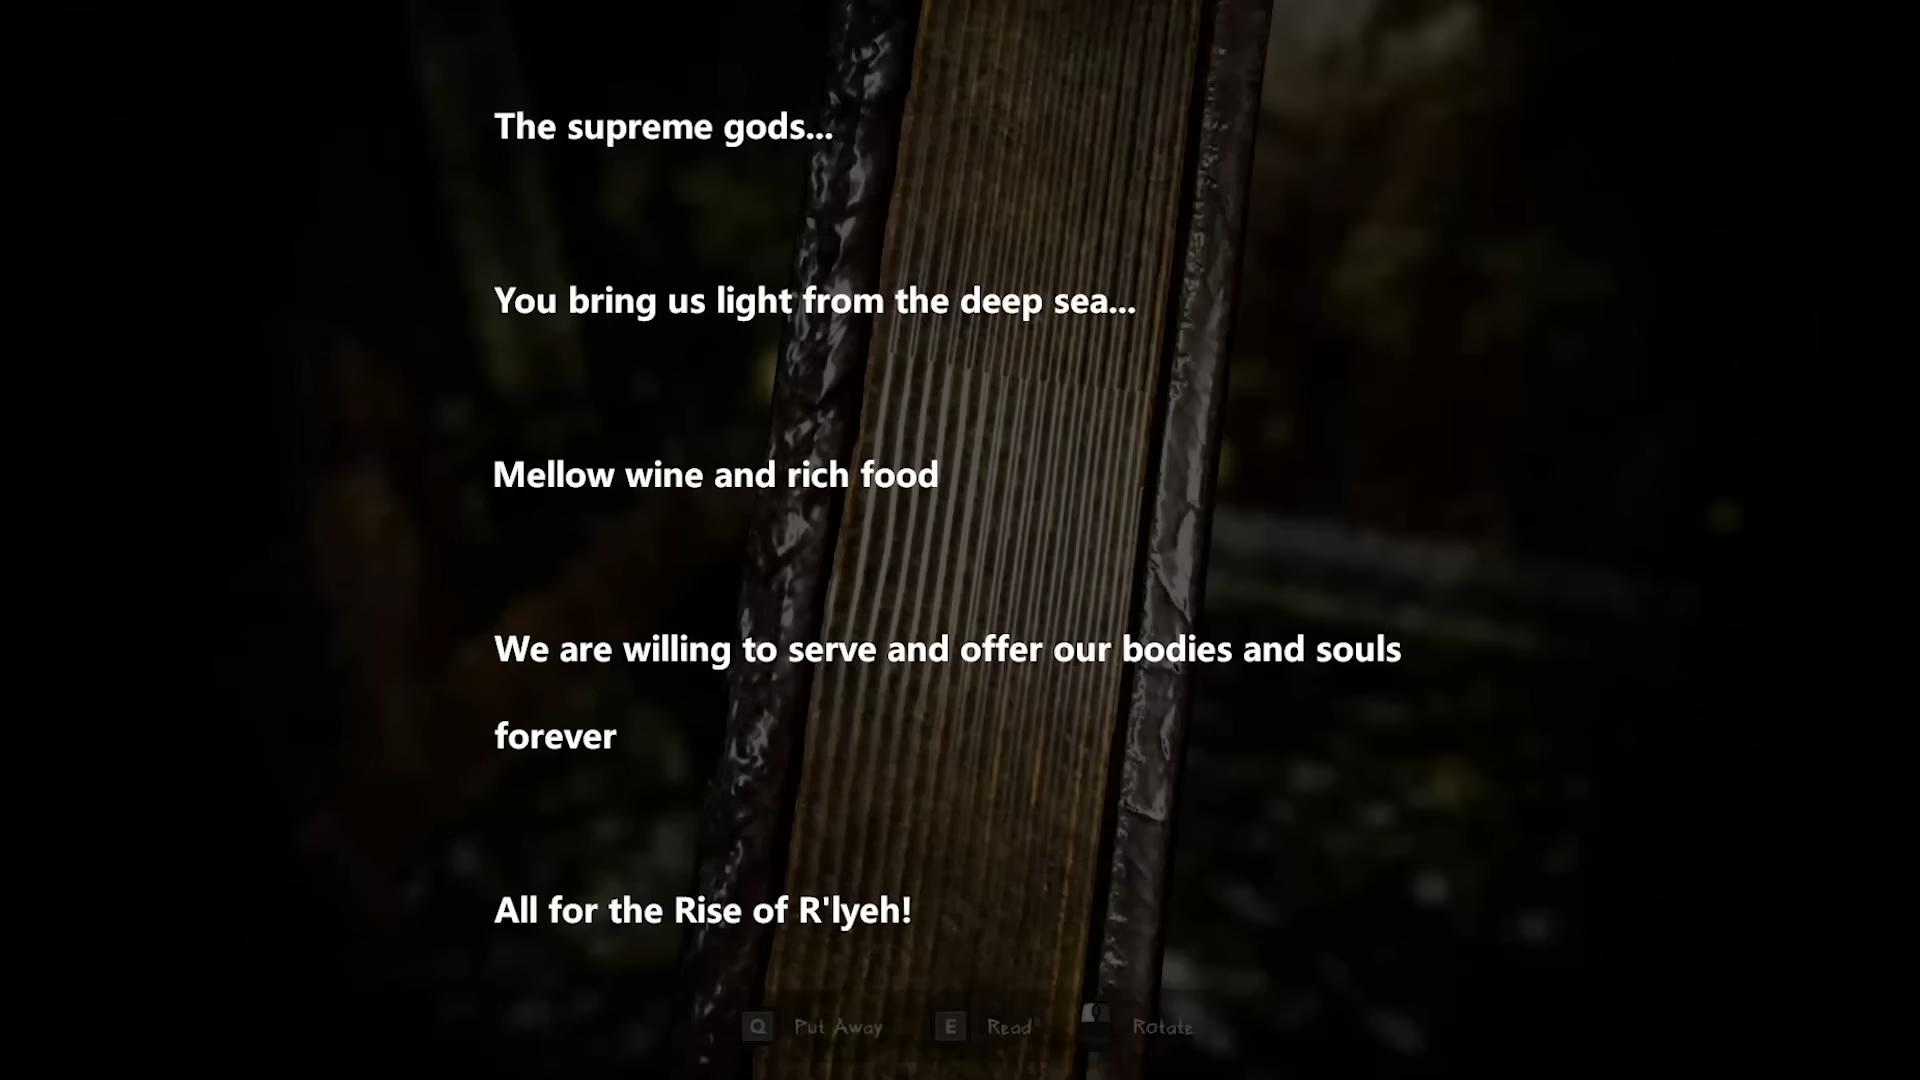 The supreme gods...
You bring us light from the deep sea...
Mellow wine and rich food
We are willing to serve and offer our bodies and souls
forever
All for the Rise of R'lyeh!
Q Put Away E Read Rotate